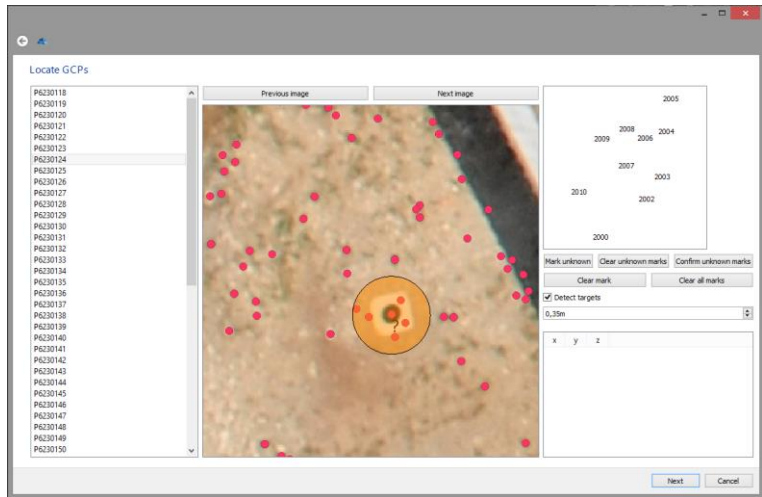 Locate GCPs
P6230118
P6230119
P6230120
P6230121
P6230122
P6230123
P6230124
P6230125
P6230126
P6230127
P6230128
P6230129
P6230130
P6230131
P6230132
P6230133
P6230134
P6230135
P6230136
P6230137
P6230138
P6230139
P6230140
P6230141
P6230142
P6230143
P6230144
P6230145
P6230146
P6230147
P6230148
P6230149
P6230150
Previous image Next image
?
2005
2008 2004
2009 2006
2007
2003
2010 2002
2000
Mark unknown Clear unknown marks Confirm unknown marks
Clear mark Clear all marks
Detect targets
0,35m
x y z
Next Cancel